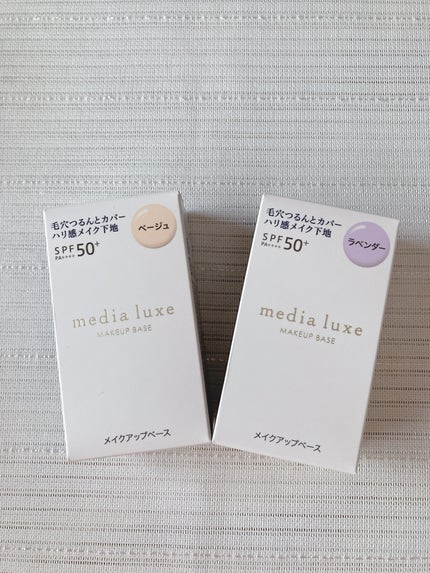 毛穴つるんとカバー
ハリ感メイク下地
ベージュ
SPF50+
PA++++
media luxe
MAKEUP BASE
メイクアップベース
毛穴つるんとカバー
ハリ感メイク下地
ラベンダー
SPF50+
PA++++
media luxe
MAKEUP BASE
メイクアップベース